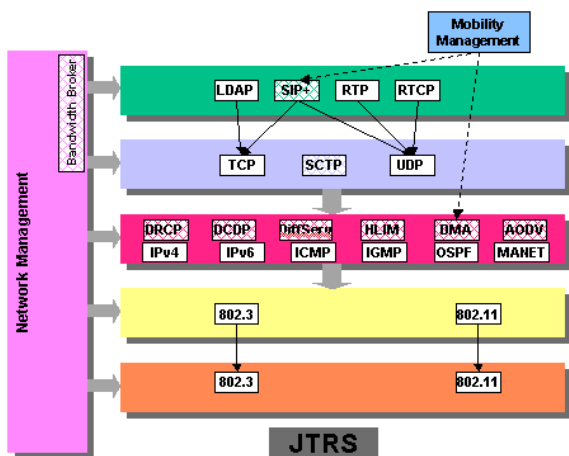 Mobility
Management
Network Management
Bandwidth Broker
LDAP SIP+ RTP RTCP
TCP SCTP UDP
DRCP DCDP DiffServ HLIM DMA AODV
IPv4 IPv6 ICMP IGMP OSPF MANET
802.3 802.11
802.3 802.11
JTRS